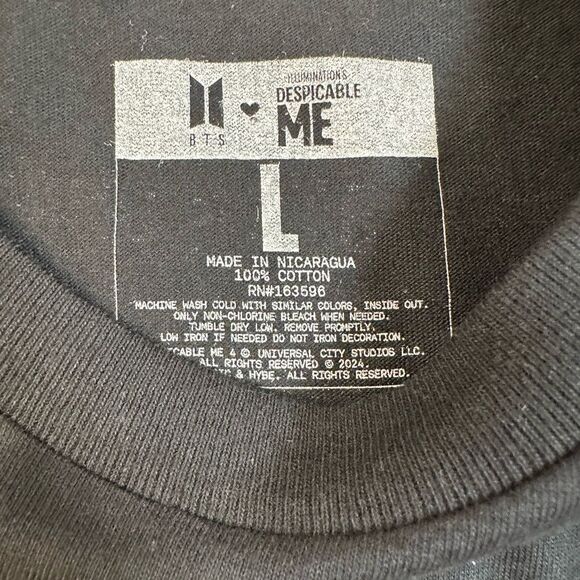 ILLUMINATION'S
DESPICABLE
BTS ME
L
MADE IN NICARAGUA
100% COTTON
RN#163596
MACHINE WASH COLD WITH SIMILAR COLORS, INSIDE OUT.
ONLY NON-CHLORINE BLEACH WHEN NEEDED.
TUMBLE DRY LOW. REMOVE PROMPTLY.
LOW IRON IF NEEDED DO NOT IRON DECORATION.
ICABLE ME 4 © UNIVERSAL CITY STUDIOS LLC.
ALL RIGHTS RESERVED © 2024.
& HYBE. ALL RIGHTS RESERVED.